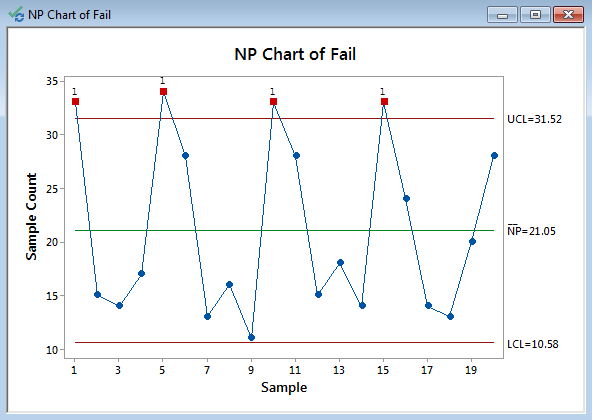 NP Chart of Fail
NP Chart of Fail
Sample Count
35
30
25
20
15
10
1
1
1
1
UCL=31.52
NP=21.05
LCL=10.58
1 3 5 7 9 11 13 15 17 19
Sample